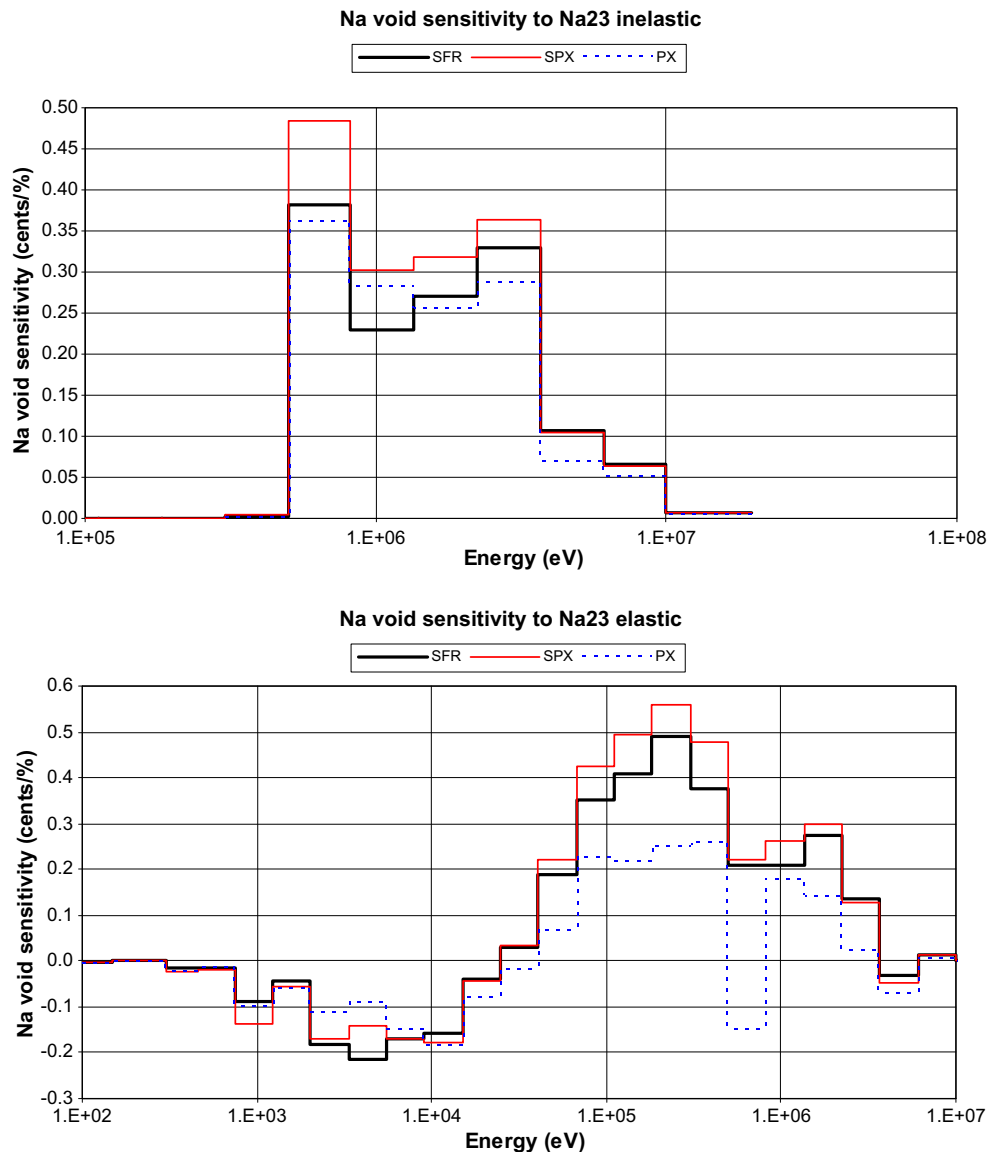 Na void sensitivity to Na23 inelastic
SFR SPX PX
Na void sensitivity (cents/%)
0.50
0.45
0.40
0.35
0.30
0.25
0.20
0.15
0.10
0.05
0.00
1.E+05 1.E+06 1.E+07 1.E+08
Energy (eV)
Na void sensitivity to Na23 elastic
SFR SPX PX
Na void sensitivity (cents/%)
0.6
0.5
0.4
0.3
0.2
0.1
0.0
-0.1
-0.2
-0.3
1.E+02 1.E+03 1.E+04 1.E+05 1.E+06 1.E+07
Energy (eV)